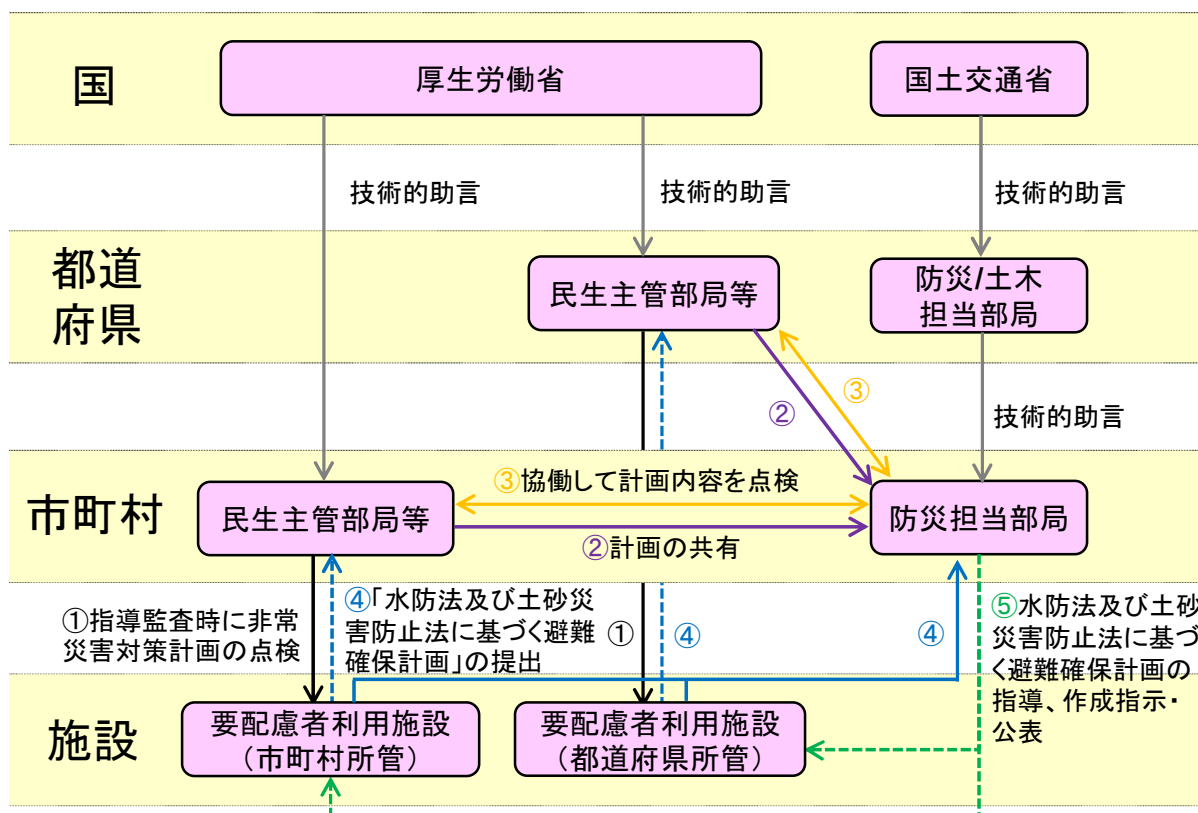 国
厚生労働省
国土交通省
技術的助言
技術的助言
技術的助言
都道
府県
民生主管部局等
防災/土木
担当部局
③
②
技術的助言
③協働して計画内容を点検
市町村
民生主管部局等
防災担当部局
②計画の共有
①指導監査時に非常
災害対策計画の点検
④「水防法及び土砂災
害防止法に基づく避難
確保計画」の提出
①
④
④
⑤水防法及び土砂
災害防止法に基づ
く避難確保計画の
指導、作成指示・
公表
施設
要配慮者利用施設
(市町村所管)
要配慮者利用施設
(都道府県所管)